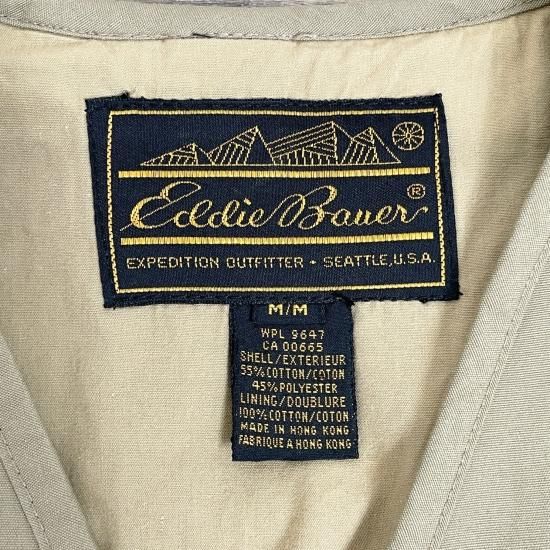 Eddie Bauer®
EXPEDITION OUTFITTER • SEATTLE, U.S.A.
M/M
WPL 9647
CA 00665
SHELL/EXTERIEUR
55% COTTON/COTON
45% POLYESTER
LINING/DOUBLURE
100% COTTON/COTON
MADE IN HONG KONG
FABRIQUE A HONG KONG